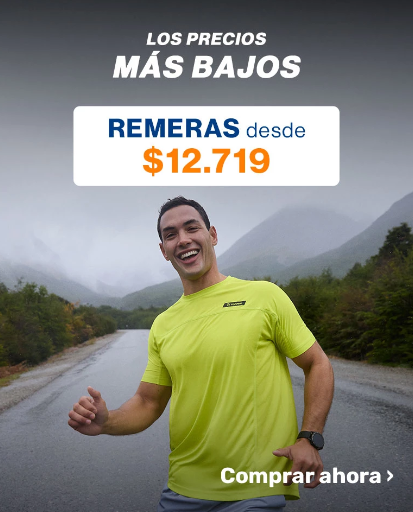 LOS PRECIOS
MÁS BAJOS
REMERAS desde
$12.719
Comprar ahora ›